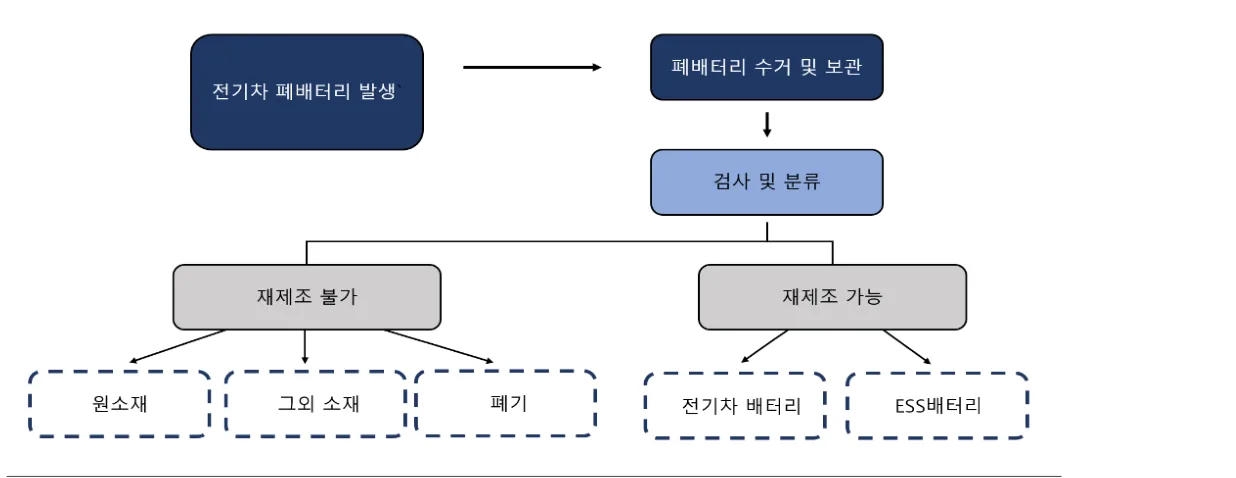 전기차 폐배터리 발생`
폐배터리 수거 및 보관
검사 및 분류
재제조 불가
재제조 가능
원소재
그외 소재
폐기
전기차 배터리
ESS배터리